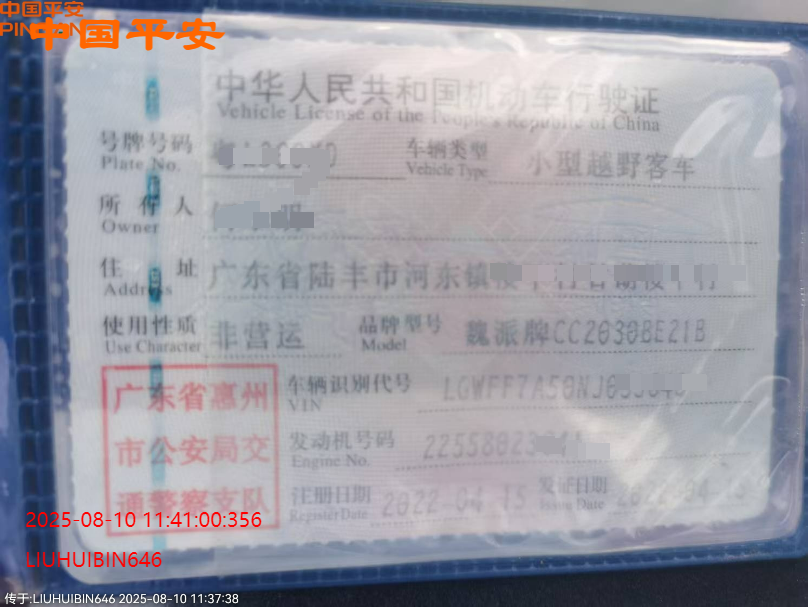 中国平安
中国平安
中华人民共和国机动车行驶证
Vehicle License of the People's Republic of China
号牌号码
Plate No.
车辆类型 小型越野客车
Vehicle Type
所有人
Owner
住址 广东省陆丰市河东镇
Address
使用性质 非营运
Use Character
品牌型号 魏派牌CC2030BE21B
Model
广东省惠州
市公安局交
通警察支队
车辆识别代号
VIN
发动机号码
Engine No.
注册日期 2022-04-15
Register Date
发证日期
Issue Date
2025-08-10 11:41:00:356
LIUHUIBIN646
传于:LIUHUIBIN646 2025-08-10 11:37:38